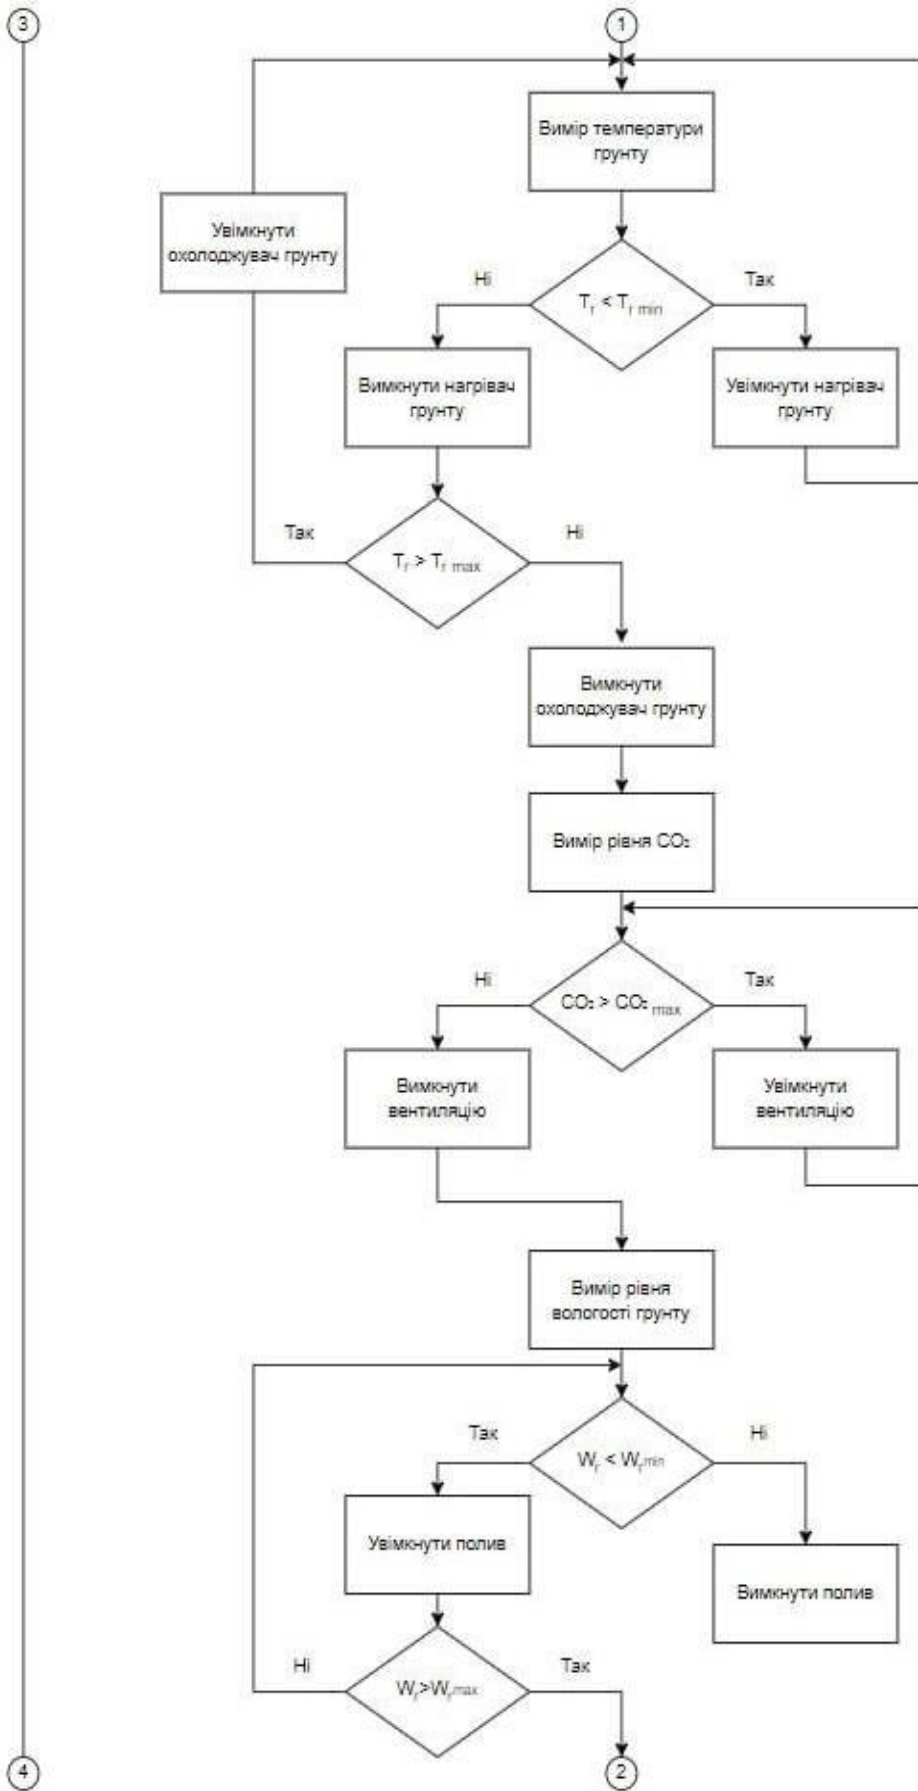 3
1
Вимір температури
грунту
Увімкнути
охолоджувач грунту
Ні
Так
Tг < Tг min
Вимкнути нагрівач
грунту
Увімкнути нагрівач
грунту
Так
Ні
Tг > Tг max
Вимкнути
охолоджувач грунту
Вимір рівня CO₂
Ні
Так
CO₂ > CO₂ max
Вимкнути
вентиляцію
Увімкнути
вентиляцію
Вимір рівня
вологості грунту
Так
Ні
Wг < Wг min
Увімкнути полив
Вимкнути полив
Ні
Так
Wг>Wг max
4
2